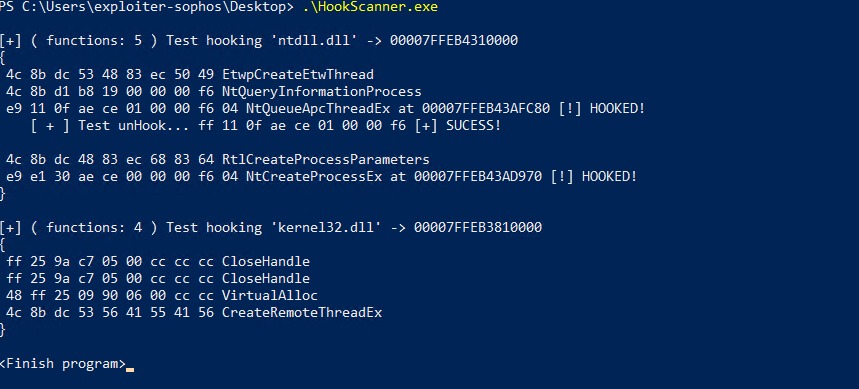 PS C:\Users\exploiter-sophos\Desktop> .\HookScanner.exe
[+] ( functions: 5 ) Test hooking 'ntdll.dll' -> 00007FFEB4310000
{
4c 8b dc 53 48 83 ec 50 49 EtwpCreateEtwThread
4c 8b d1 b8 19 00 00 00 f6 NtQueryInformationProcess
e9 11 0f ae ce 01 00 00 f6 04 NtQueueApcThreadEx at 00007FFEB43AFC80 [!] HOOKED!
[ + ] Test unHook... ff 11 0f ae ce 01 00 00 f6 [+] SUCESS!
4c 8b dc 48 83 ec 68 83 64 RtlCreateProcessParameters
e9 e1 30 ae ce 00 00 00 f6 04 NtCreateProcessEx at 00007FFEB43AD970 [!] HOOKED!
}
[+] ( functions: 4 ) Test hooking 'kernel32.dll' -> 00007FFEB3810000
{
ff 25 9a c7 05 00 cc cc cc CloseHandle
ff 25 9a c7 05 00 cc cc cc CloseHandle
48 ff 25 09 90 06 00 cc cc VirtualAlloc
4c 8b dc 53 56 41 55 41 56 CreateRemoteThreadEx
}
<Finish program>